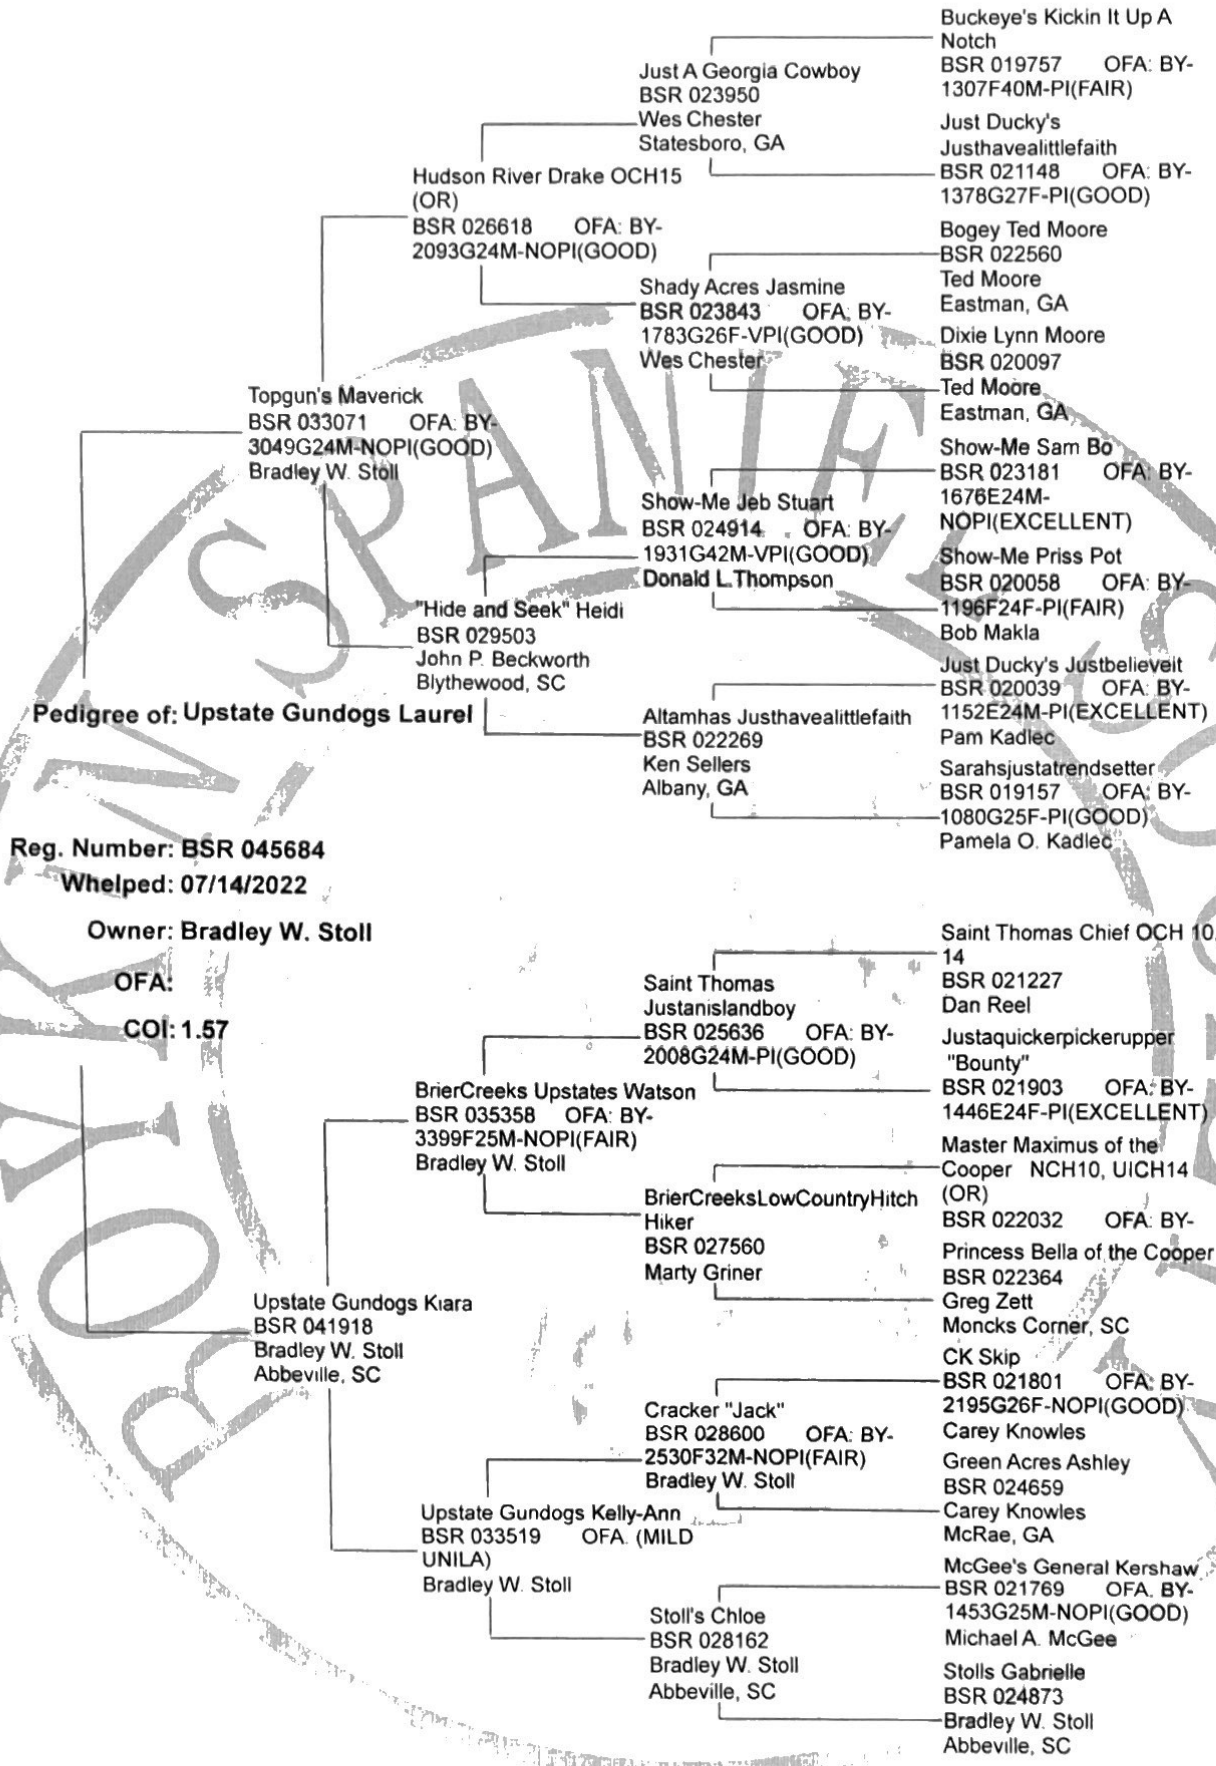 Buckeye's Kickin It Up A
Notch
BSR 019757 OFA: BY-
1307F40M-PI(FAIR)
Just A Georgia Cowboy
BSR 023950
Wes Chester
Statesboro, GA
Just Ducky's
Justhavealittlefaith
BSR 021148 OFA: BY-
1378G27F-PI(GOOD)
Hudson River Drake OCH15
(OR)
BSR 026618 OFA: BY-
2093G24M-NOPI(GOOD)
Bogey Ted Moore
BSR 022560
Ted Moore
Eastman, GA
Shady Acres Jasmine
BSR 023843 OFA: BY-
1783G26F-VPI(GOOD)
Wes Chester
Dixie Lynn Moore
BSR 020097
Ted Moore
Eastman, GA
Topgun's Maverick
BSR 033071 OFA: BY-
3049G24M-NOPI(GOOD)
Bradley W. Stoll
Show-Me Sam Bo
BSR 023181 OFA: BY-
1676E24M-
NOPI(EXCELLENT)
Show-Me Jeb Stuart
BSR 024914 OFA: BY-
1931G42M-VPI(GOOD)
Donald L.Thompson
Show-Me Priss Pot
BSR 020058 OFA: BY-
1196F24F-PI(FAIR)
Bob Makla
"Hide and Seek" Heidi
BSR 029503
John P. Beckworth
Blythewood, SC
Just Ducky's Justbelieveit
BSR 020039 OFA: BY-
1152E24M-PI(EXCELLENT)
Pam Kadlec
Altamhas Justhavealittlefaith
BSR 022269
Ken Sellers
Albany, GA
Sarahsjustatrendsetter
BSR 019157 OFA: BY-
1080G25F-PI(GOOD)
Pamela O. Kadlec
Pedigree of: Upstate Gundogs Laurel
Reg. Number: BSR 045684
Whelped: 07/14/2022
Owner: Bradley W. Stoll
OFA:
COI: 1.57
Saint Thomas Chief OCH 10,
14
BSR 021227
Dan Reel
Saint Thomas
Justanislandboy
BSR 025636 OFA: BY-
2008G24M-PI(GOOD)
Justaquickerpickerupper
"Bounty"
BSR 021903 OFA: BY-
1446E24F-PI(EXCELLENT)
BrierCreeks Upstates Watson
BSR 035358 OFA: BY-
3399F25M-NOPI(FAIR)
Bradley W. Stoll
Master Maximus of the
Cooper NCH10, UICH14
(OR)
BSR 022032 OFA: BY-
BrierCreeksLowCountryHitch
Hiker
BSR 027560
Marty Griner
Princess Bella of the Cooper
BSR 022364
Greg Zett
Moncks Corner, SC
Upstate Gundogs Kiara
BSR 041918
Bradley W. Stoll
Abbeville, SC
CK Skip
BSR 021801 OFA: BY-
2195G26F-NOPI(GOOD)
Carey Knowles
Cracker "Jack"
BSR 028600 OFA: BY-
2530F32M-NOPI(FAIR)
Bradley W. Stoll
Green Acres Ashley
BSR 024659
Carey Knowles
McRae, GA
Upstate Gundogs Kelly-Ann
BSR 033519 OFA: (MILD
UNILA)
Bradley W. Stoll
McGee's General Kershaw
BSR 021769 OFA: BY-
1453G25M-NOPI(GOOD)
Michael A. McGee
Stoll's Chloe
BSR 028162
Bradley W. Stoll
Abbeville, SC
Stolls Gabrielle
BSR 024873
Bradley W. Stoll
Abbeville, SC
BOYKIN SPANIEL